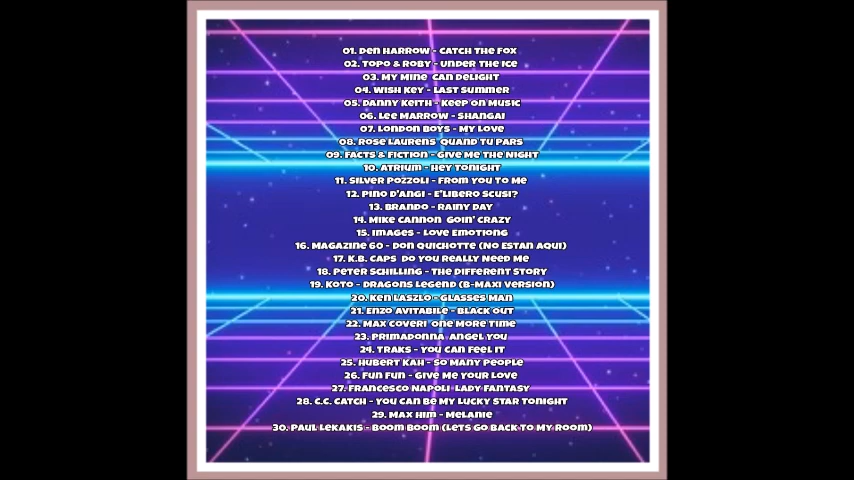 01. Den Harrow - Catch The Fox
02. Topo & Roby - Under The Ice
03. My Mine  Can Delight
04. Wish Key - Last Summer
05. Danny Keith - Keep On Music
06. Lee Marrow - Shangai
07. London Boys - My Love
08. Rose Laurens  Quand Tu Pars
09. Facts & Fiction - Give Me The Night
10. Atrium - Hey Tonight
11. Silver Pozzoli - From You To Me
12. Pino D'Angi - E'Libero Scusi?
13. Brando - Rainy Day
14. Mike Cannon  Goin' Crazy
15. Images - Love Emotiong
16. Magazine 60 - Don Quichotte (No Estan Aqui)
17. K.B. Caps  Do You Really Need Me
18. Peter Schilling - The Different Story
19. Koto - Dragons Legend (B-Maxi Version)
20. Ken Laszlo - Glasses Man
21. Enzo Avitabile - Black Out
22. Max Coveri  One More Time
23. Primadonna  Angel You
24. Traks - You Can Feel It
25. Hubert Kah - So Many People
26. Fun Fun - Give Me Your Love
27. Francesco Napoli  Lady Fantasy
28. C.C. Catch - You Can Be My Lucky Star Tonight
29. Max Him - Melanie
30. Paul Lekakis - Boom Boom (Lets Go Back To My Room)